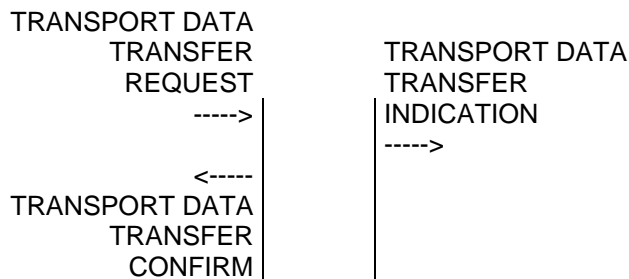 TRANSPORT DATA
TRANSFER
REQUEST
----->
TRANSPORT DATA
TRANSFER
INDICATION
----->
<-----
TRANSPORT DATA
TRANSFER
CONFIRM